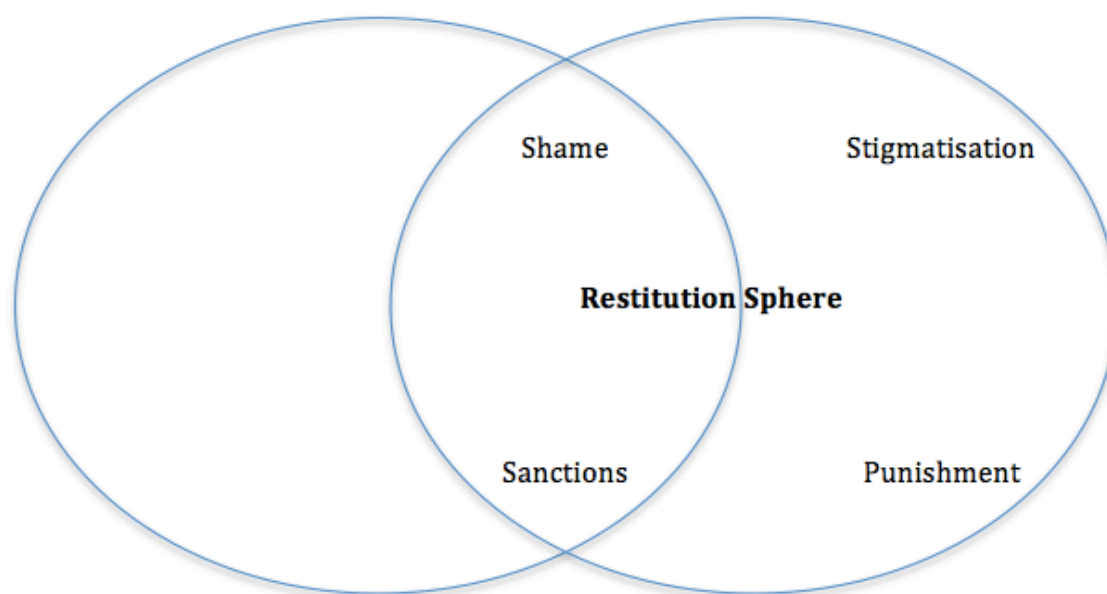 Shame
Stigmatisation
Restitution Sphere
Sanctions
Punishment